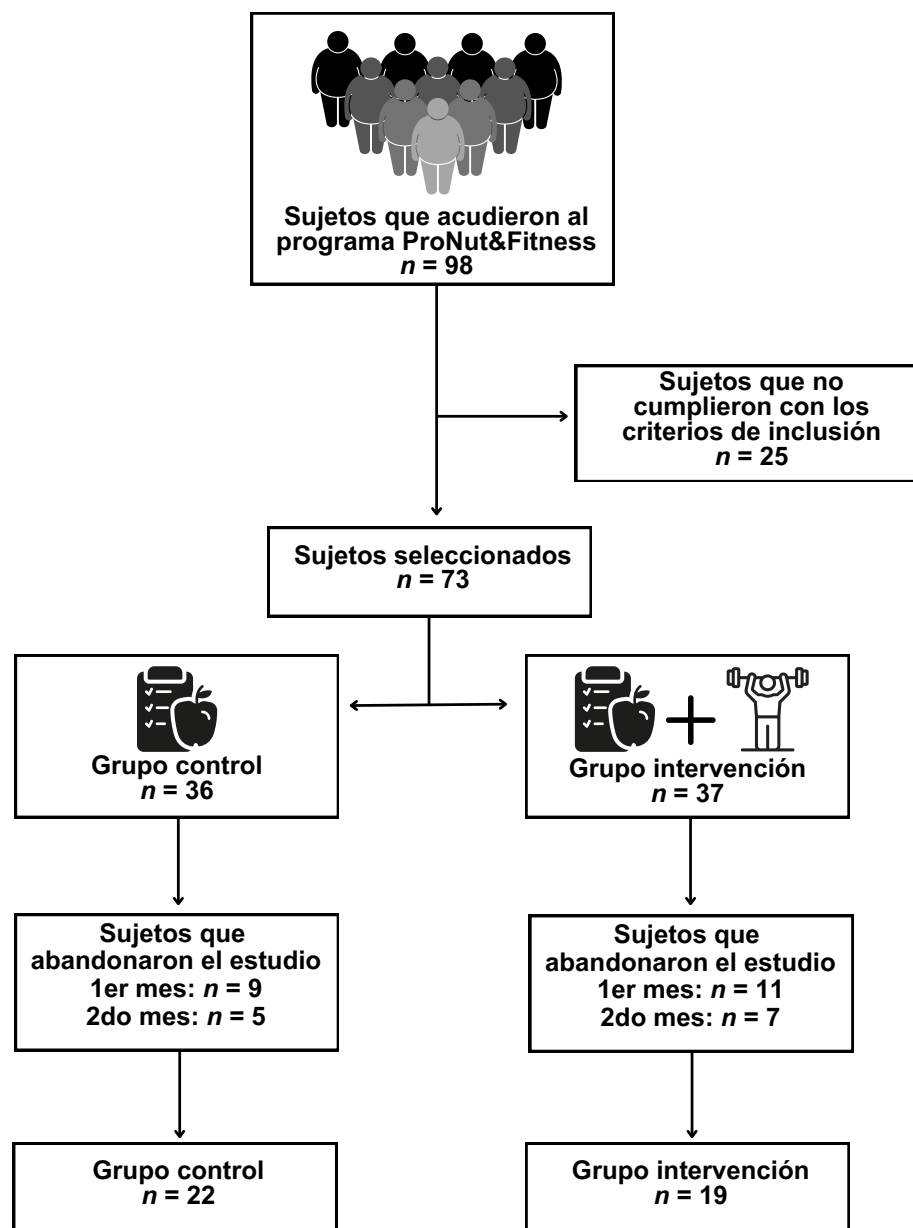 Sujetos que acudieron al
programa ProNut&Fitness
n = 98
Sujetos que no
cumplieron con los
criterios de inclusión
n = 25
Sujetos seleccionados
n = 73
Grupo control
n = 36
Grupo intervención
n = 37
Sujetos que
abandonaron el estudio
1er mes: n = 9
2do mes: n = 5
Sujetos que
abandonaron el estudio
1er mes: n = 11
2do mes: n = 7
Grupo control
n = 22
Grupo intervención
n = 19